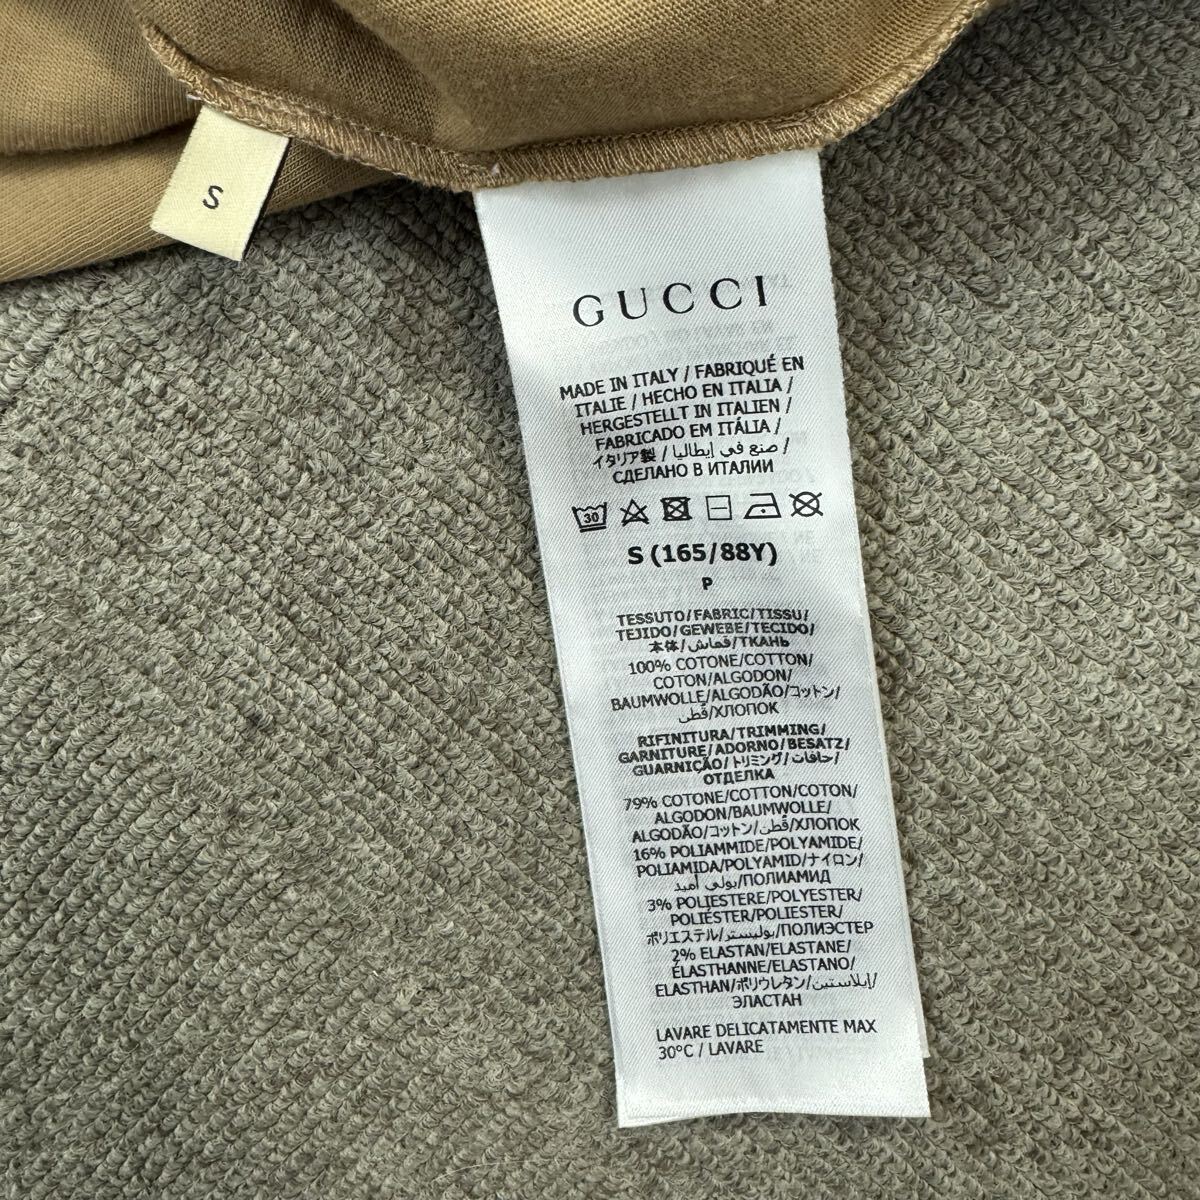 S
GUCCI
MADE IN ITALY / FABRIQUÉ EN
ITALIE / HECHO EN ITALIA /
HERGESTELLT IN ITALIEN /
FABRICADO EM ITÁLIA /
イタリア製 / صنع في إيطاليا /
СДЕЛАНО В ИТАЛИИ
30
S (165/88Y)
P
TESSUTO/FABRIC/TISSU/
TEJIDO/GEWEBE/TECIDO/
本体/قماش/ТКАНЬ
100% COTONE/COTTON/
COTON/ALGODON/
BAUMWOLLE/ALGODÃO/コットン/
قُطن/ХЛОПОК
RIFINITURA/TRIMMING/
GARNITURE/ADORNO/BESATZ/
GUARNIÇÃO/トリミング/حافات/
ОТДЕЛКА
79% COTONE/COTTON/COTON/
ALGODON/BAUMWOLLE/
ALGODÃO/コットン/قُطن/ХЛОПОК
16% POLIAMMIDE/POLYAMIDE/
POLIAMIDA/POLYAMID/ナイロン/
بولي أميد/ПОЛИАМИД
3% POLIESTERE/POLYESTER/
POLIÉSTER/POLIESTER/
ポリエステル/بوليستر/ПОЛИЭСТЕР
2% ELASTAN/ELASTANE/
ÉLASTHANNE/ELASTANO/
ELASTHAN/ポリウレタン/إيلاستين/
ЭЛАСТАН
LAVARE DELICATAMENTE MAX
30°C / LAVARE